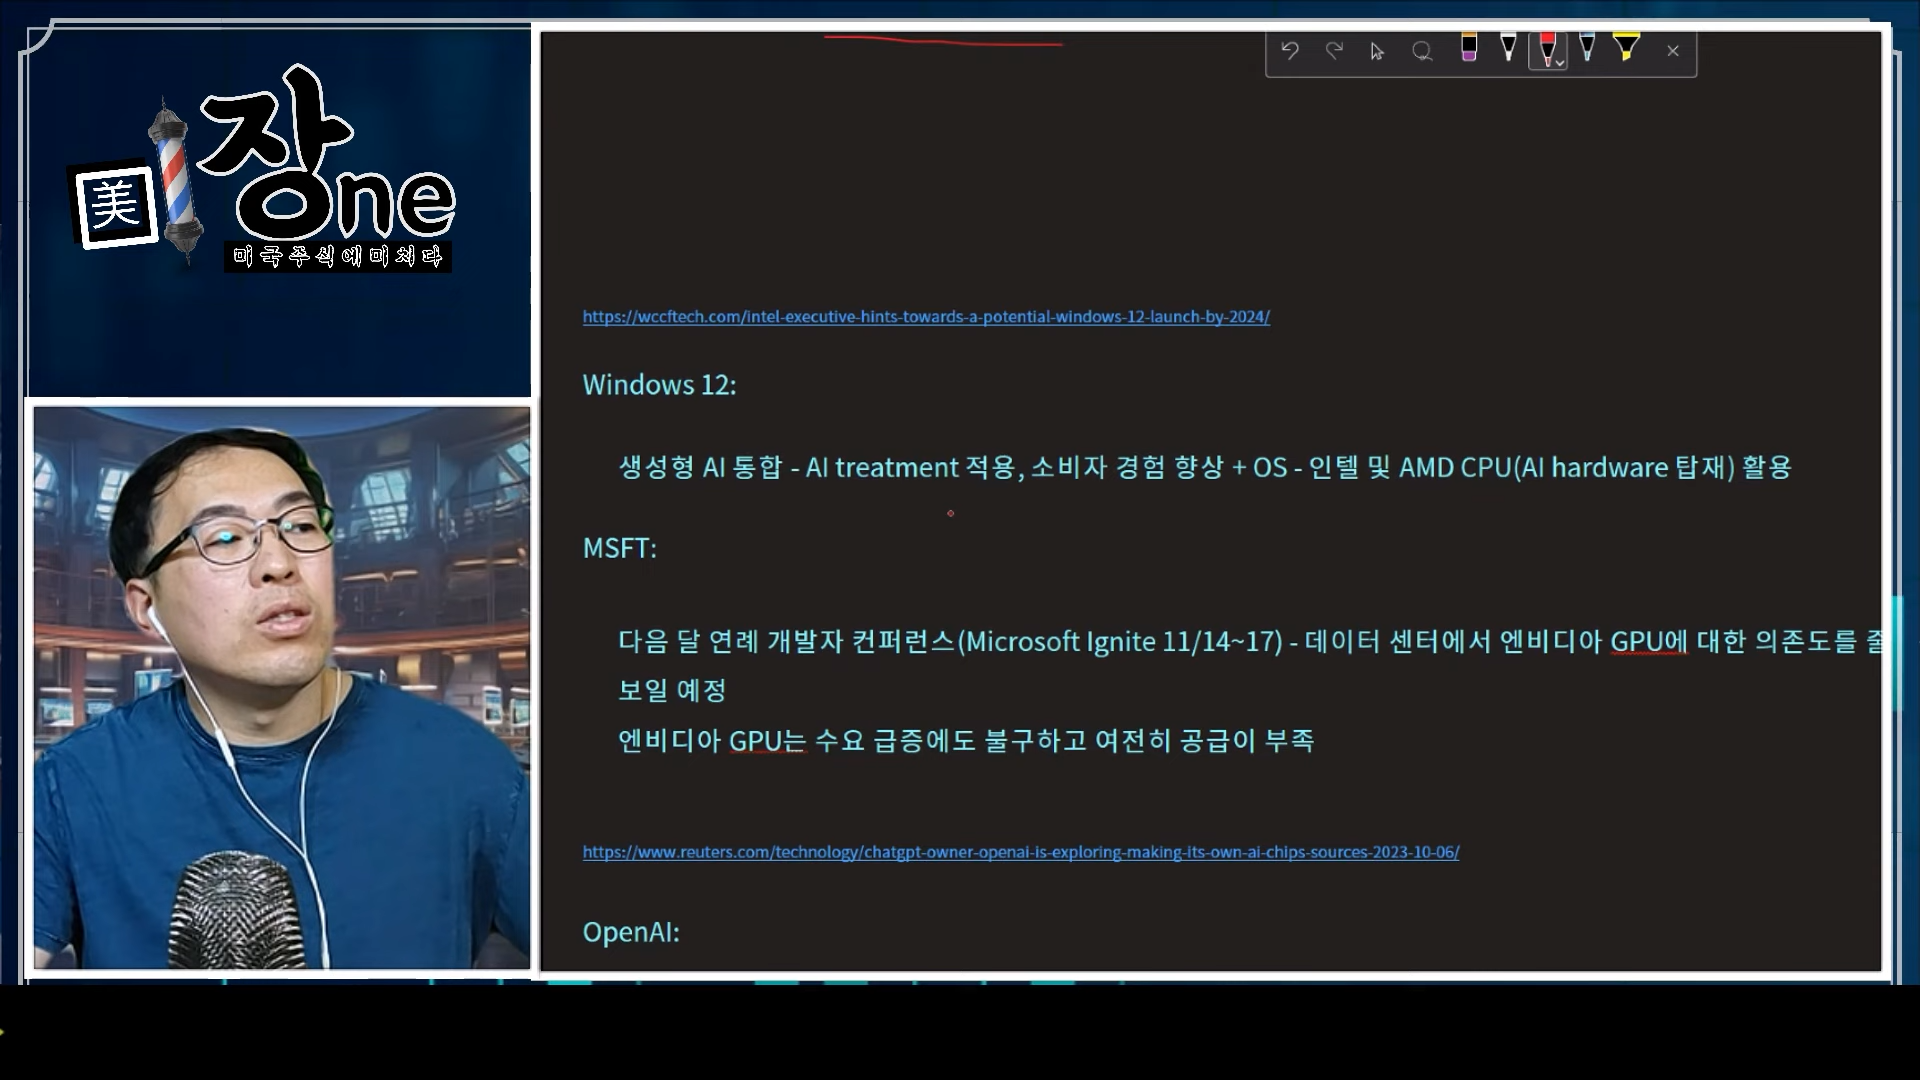 美
장one
미국주식에미치다
https://wccftech.com/intel-executive-hints-towards-a-potential-windows-12-launch-by-2024/
Windows 12:
생성형 AI 통합 - AI treatment 적용, 소비자 경험 향상 + OS - 인텔 및 AMD CPU(AI hardware 탑재) 활용
MSFT:
다음 달 연례 개발자 컨퍼런스(Microsoft Ignite 11/14~17) - 데이터 센터에서 엔비디아 GPU에 대한 의존도를
보일 예정
엔비디아 GPU는 수요 급증에도 불구하고 여전히 공급이 부족
https://www.reuters.com/technology/chatgpt-owner-openai-is-exploring-making-its-own-ai-chips-sources-2023-10-06/
OpenAI: